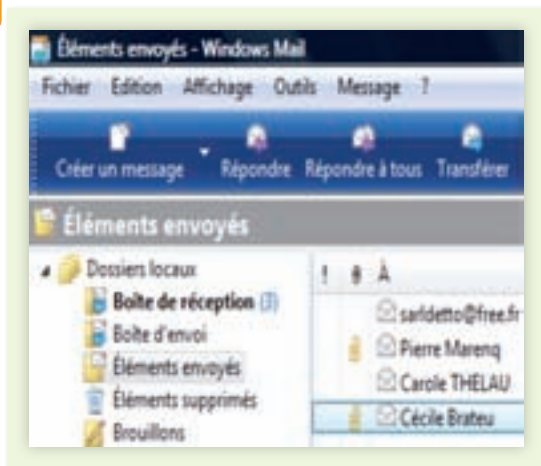 Éléments envoyés - Windows Mail
Fichier Edition Affichage Outils Message ?
Créer un message Répondre Répondre à tous Transférer
Éléments envoyés
Dossiers locaux
Boîte de réception (3)
Boîte d'envoi
Éléments envoyés
Éléments supprimés
Brouillons
! À
sarldetto@free.fr
Pierre Marenq
Carole THELAU
Cécile Brateu